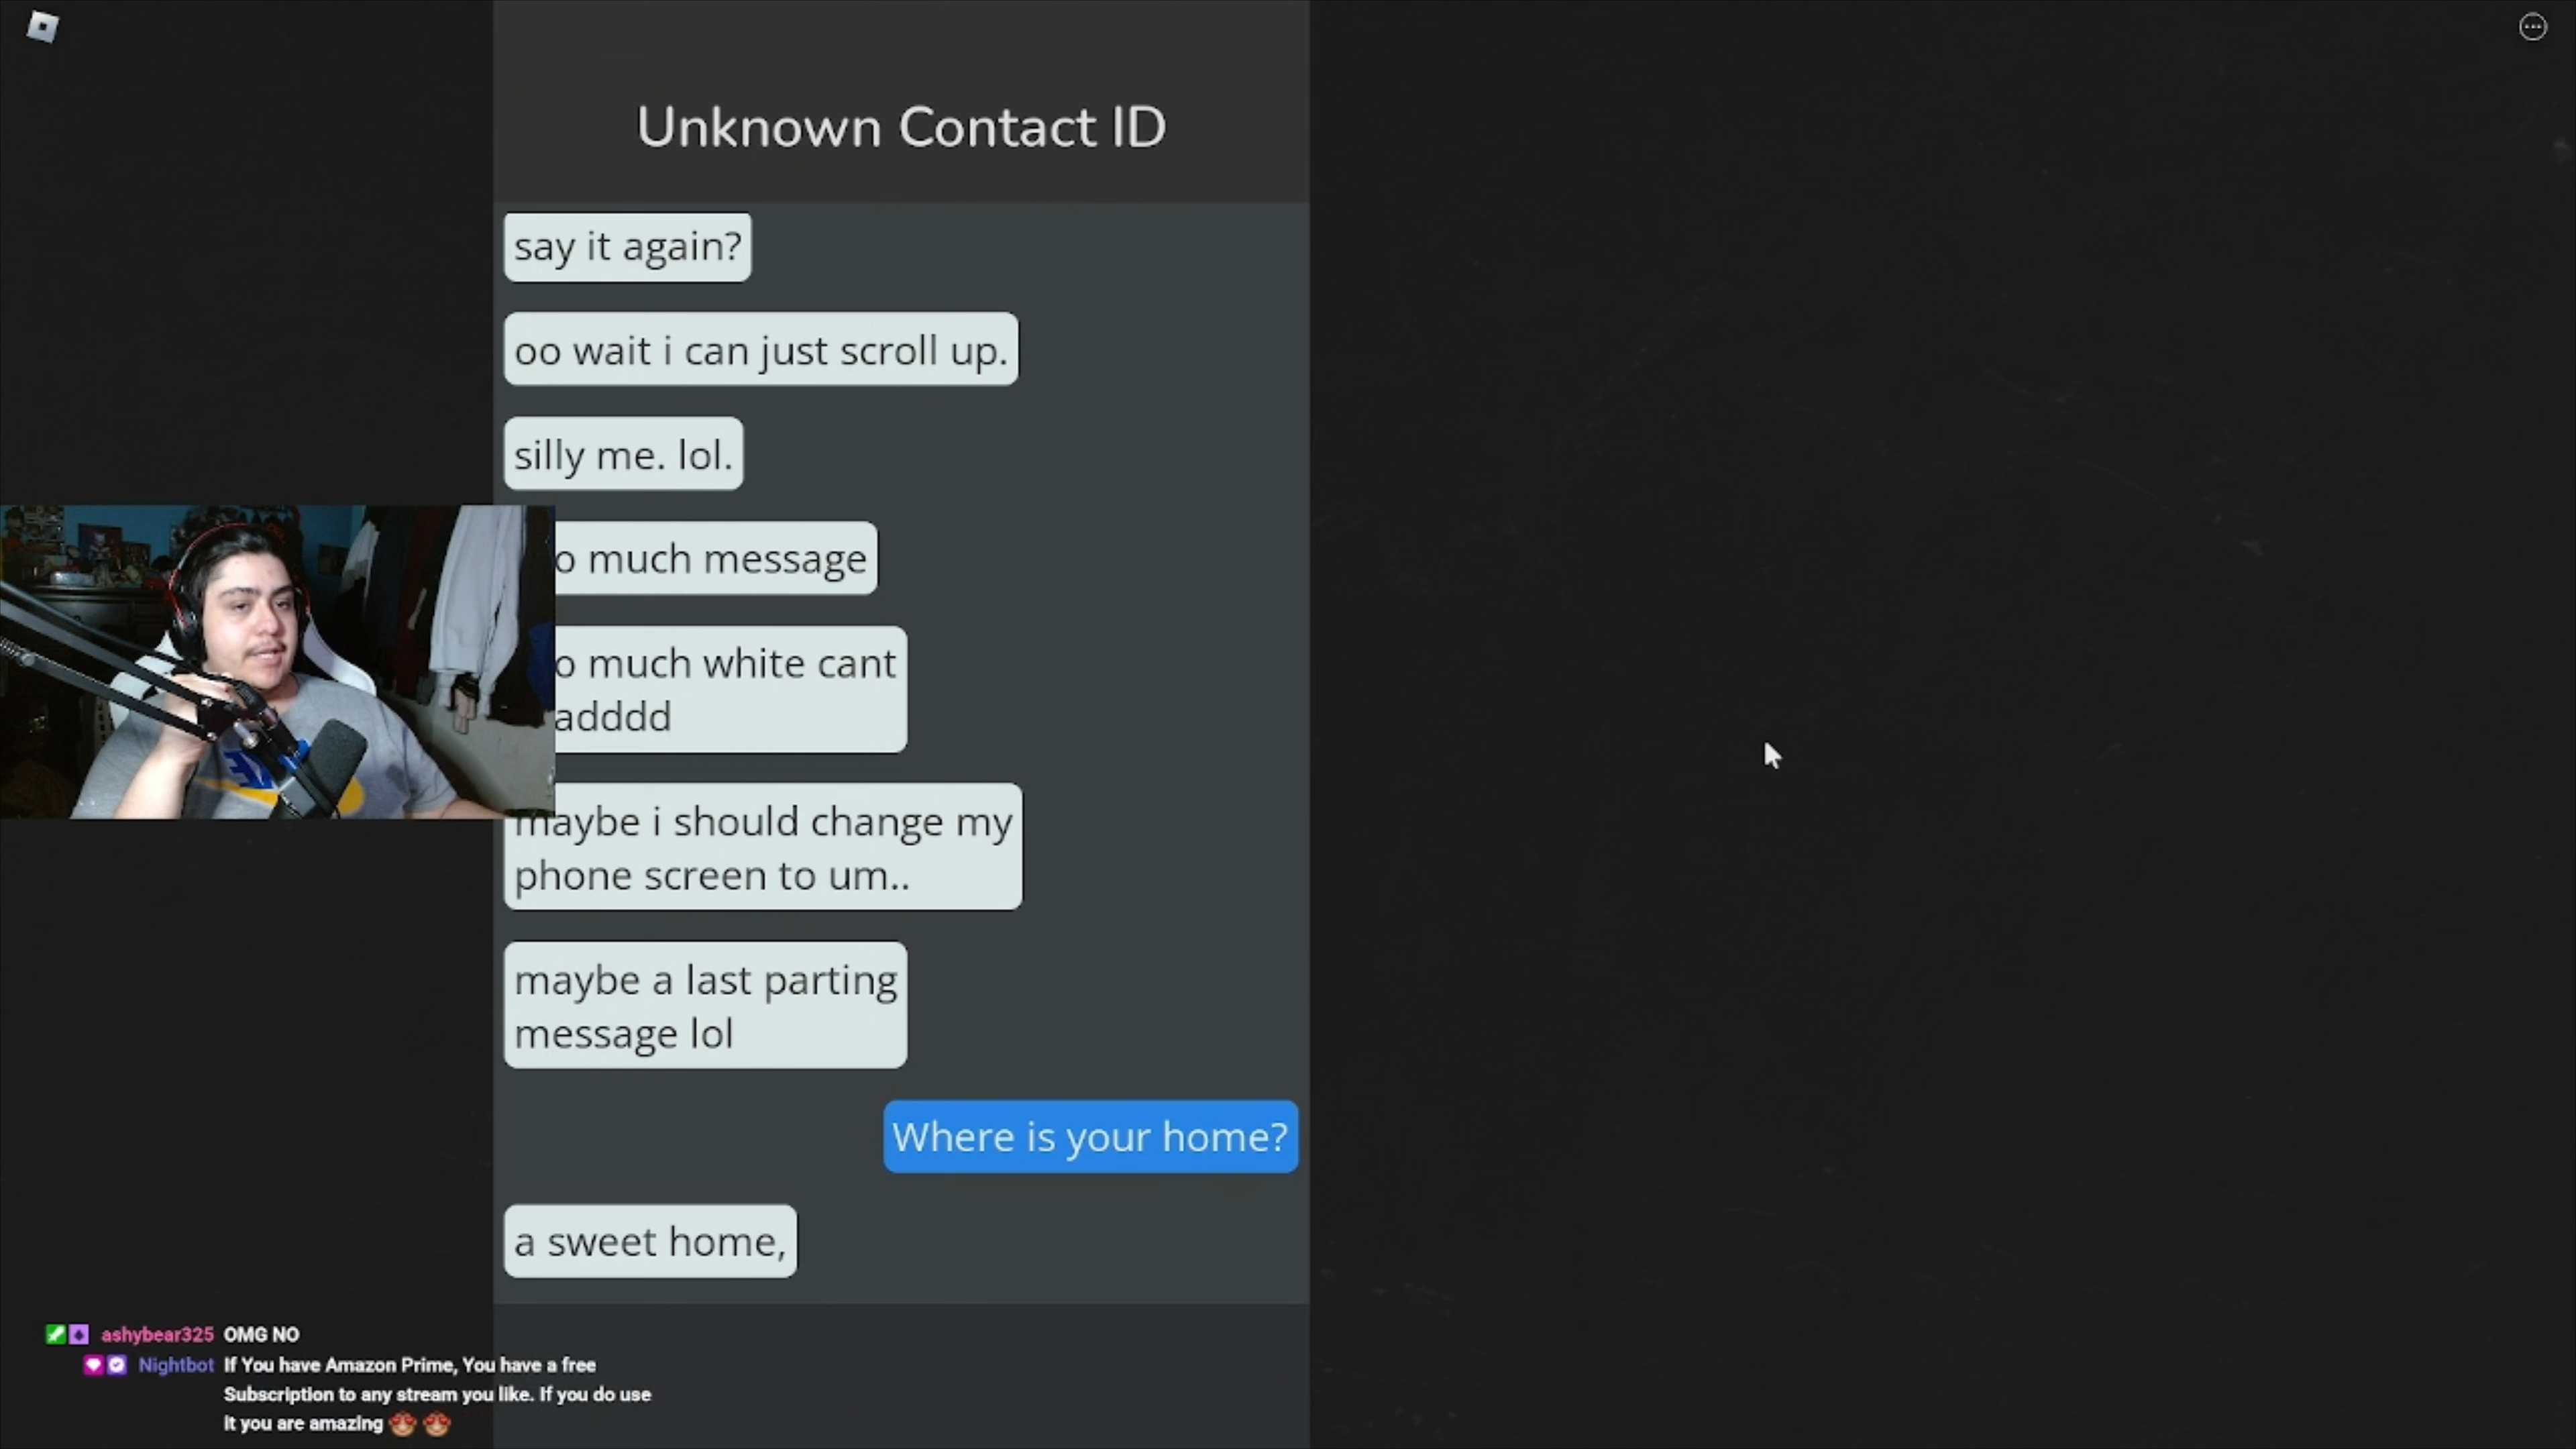 Unknown Contact ID
say it again?
oo wait i can just scroll up.
silly me. lol.
much message
much white cant
maybe i should change my
phone screen to um..
maybe a last parting
message lol
Where is your home?
a sweet home,
ashybear325 OMG NO
Nightbot If You have Amazon Prime, You have a free
Subscription to any stream you like. If you do use
it you are amazing